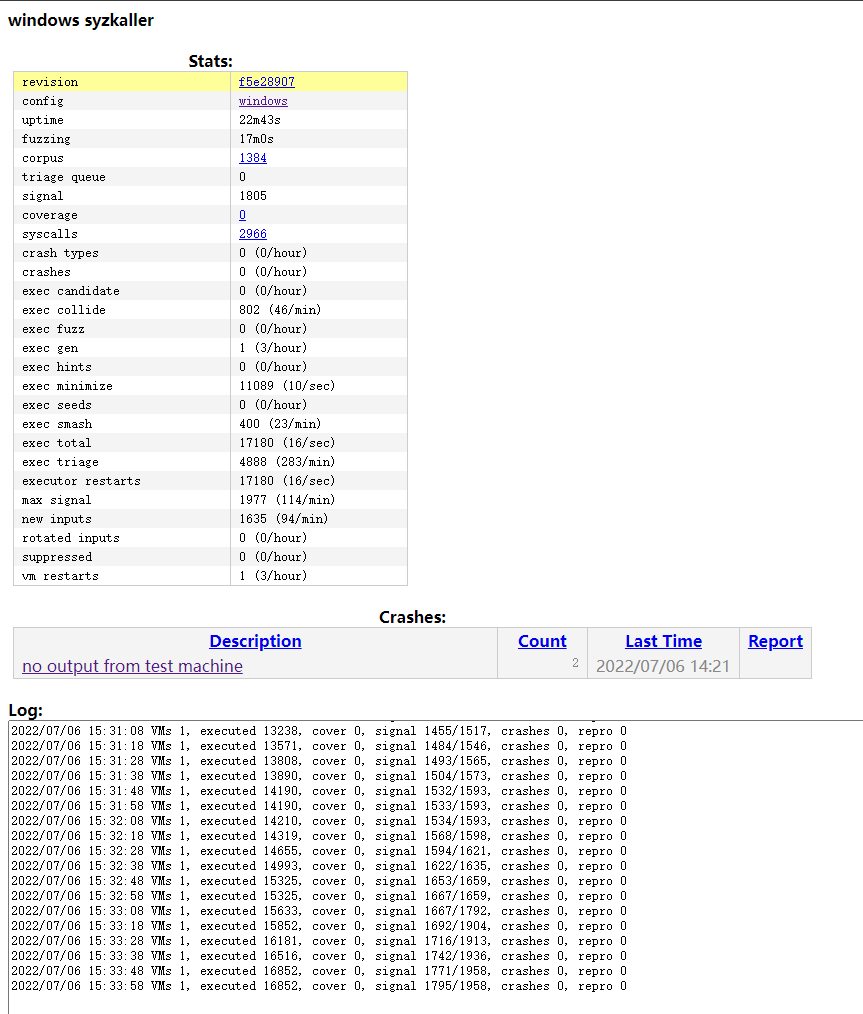 windows syzkaller
Stats:
revision f5e28907
config windows
uptime 22m43s
fuzzing 17m0s
corpus 1384
triage queue 0
signal 1805
coverage 0
syscalls 2966
crash types 0 (0/hour)
crashes 0 (0/hour)
exec candidate 0 (0/hour)
exec collide 802 (46/min)
exec fuzz 0 (0/hour)
exec gen 1 (3/hour)
exec hints 0 (0/hour)
exec minimize 11089 (10/sec)
exec seeds 0 (0/hour)
exec smash 400 (23/min)
exec total 17180 (16/sec)
exec triage 4888 (283/min)
executor restarts 17180 (16/sec)
max signal 1977 (114/min)
new inputs 1635 (94/min)
rotated inputs 0 (0/hour)
suppressed 0 (0/hour)
vm restarts 1 (3/hour)
Crashes:
Description Count Last Time Report
no output from test machine 2 2022/07/06 14:21
Log:
2022/07/06 15:31:08 VMs 1, executed 13238, cover 0, signal 1455/1517, crashes 0, repro 0
2022/07/06 15:31:18 VMs 1, executed 13571, cover 0, signal 1484/1546, crashes 0, repro 0
2022/07/06 15:31:28 VMs 1, executed 13808, cover 0, signal 1493/1565, crashes 0, repro 0
2022/07/06 15:31:38 VMs 1, executed 13890, cover 0, signal 1504/1573, crashes 0, repro 0
2022/07/06 15:31:48 VMs 1, executed 14190, cover 0, signal 1532/1593, crashes 0, repro 0
2022/07/06 15:31:58 VMs 1, executed 14190, cover 0, signal 1533/1593, crashes 0, repro 0
2022/07/06 15:32:08 VMs 1, executed 14210, cover 0, signal 1534/1593, crashes 0, repro 0
2022/07/06 15:32:18 VMs 1, executed 14319, cover 0, signal 1568/1598, crashes 0, repro 0
2022/07/06 15:32:28 VMs 1, executed 14655, cover 0, signal 1594/1621, crashes 0, repro 0
2022/07/06 15:32:38 VMs 1, executed 14993, cover 0, signal 1622/1635, crashes 0, repro 0
2022/07/06 15:32:48 VMs 1, executed 15325, cover 0, signal 1653/1659, crashes 0, repro 0
2022/07/06 15:32:58 VMs 1, executed 15325, cover 0, signal 1667/1659, crashes 0, repro 0
2022/07/06 15:33:08 VMs 1, executed 15633, cover 0, signal 1667/1792, crashes 0, repro 0
2022/07/06 15:33:18 VMs 1, executed 15852, cover 0, signal 1692/1904, crashes 0, repro 0
2022/07/06 15:33:28 VMs 1, executed 16181, cover 0, signal 1716/1913, crashes 0, repro 0
2022/07/06 15:33:38 VMs 1, executed 16516, cover 0, signal 1742/1936, crashes 0, repro 0
2022/07/06 15:33:48 VMs 1, executed 16852, cover 0, signal 1771/1958, crashes 0, repro 0
2022/07/06 15:33:58 VMs 1, executed 16852, cover 0, signal 1795/1958, crashes 0, repro 0